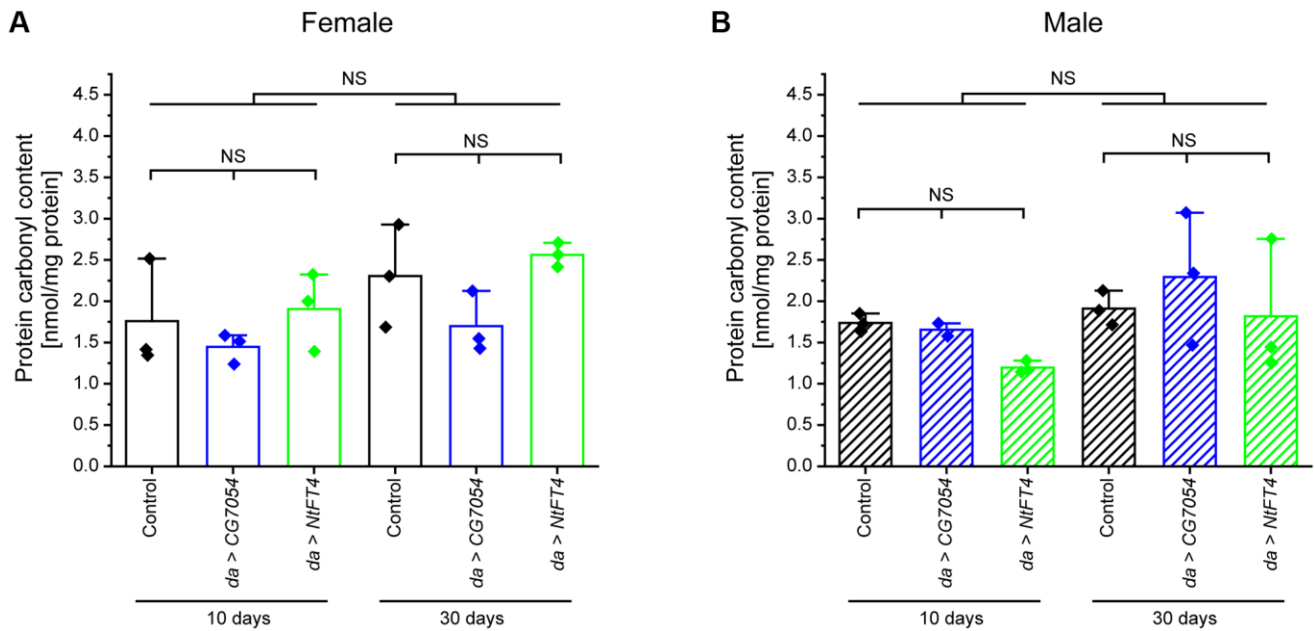 A
Female
NS
NS
NS
Protein carbonyl content
[nmol/mg protein]
4.5
4.0
3.5
3.0
2.5
2.0
1.5
1.0
0.5
0.0
Control
da > CG7054
da > NtFT4
Control
da > CG7054
da > NtFT4
10 days
30 days
B
Male
NS
NS
NS
Protein carbonyl content
[nmol/mg protein]
4.5
4.0
3.5
3.0
2.5
2.0
1.5
1.0
0.5
0.0
Control
da > CG7054
da > NtFT4
Control
da > CG7054
da > NtFT4
10 days
30 days